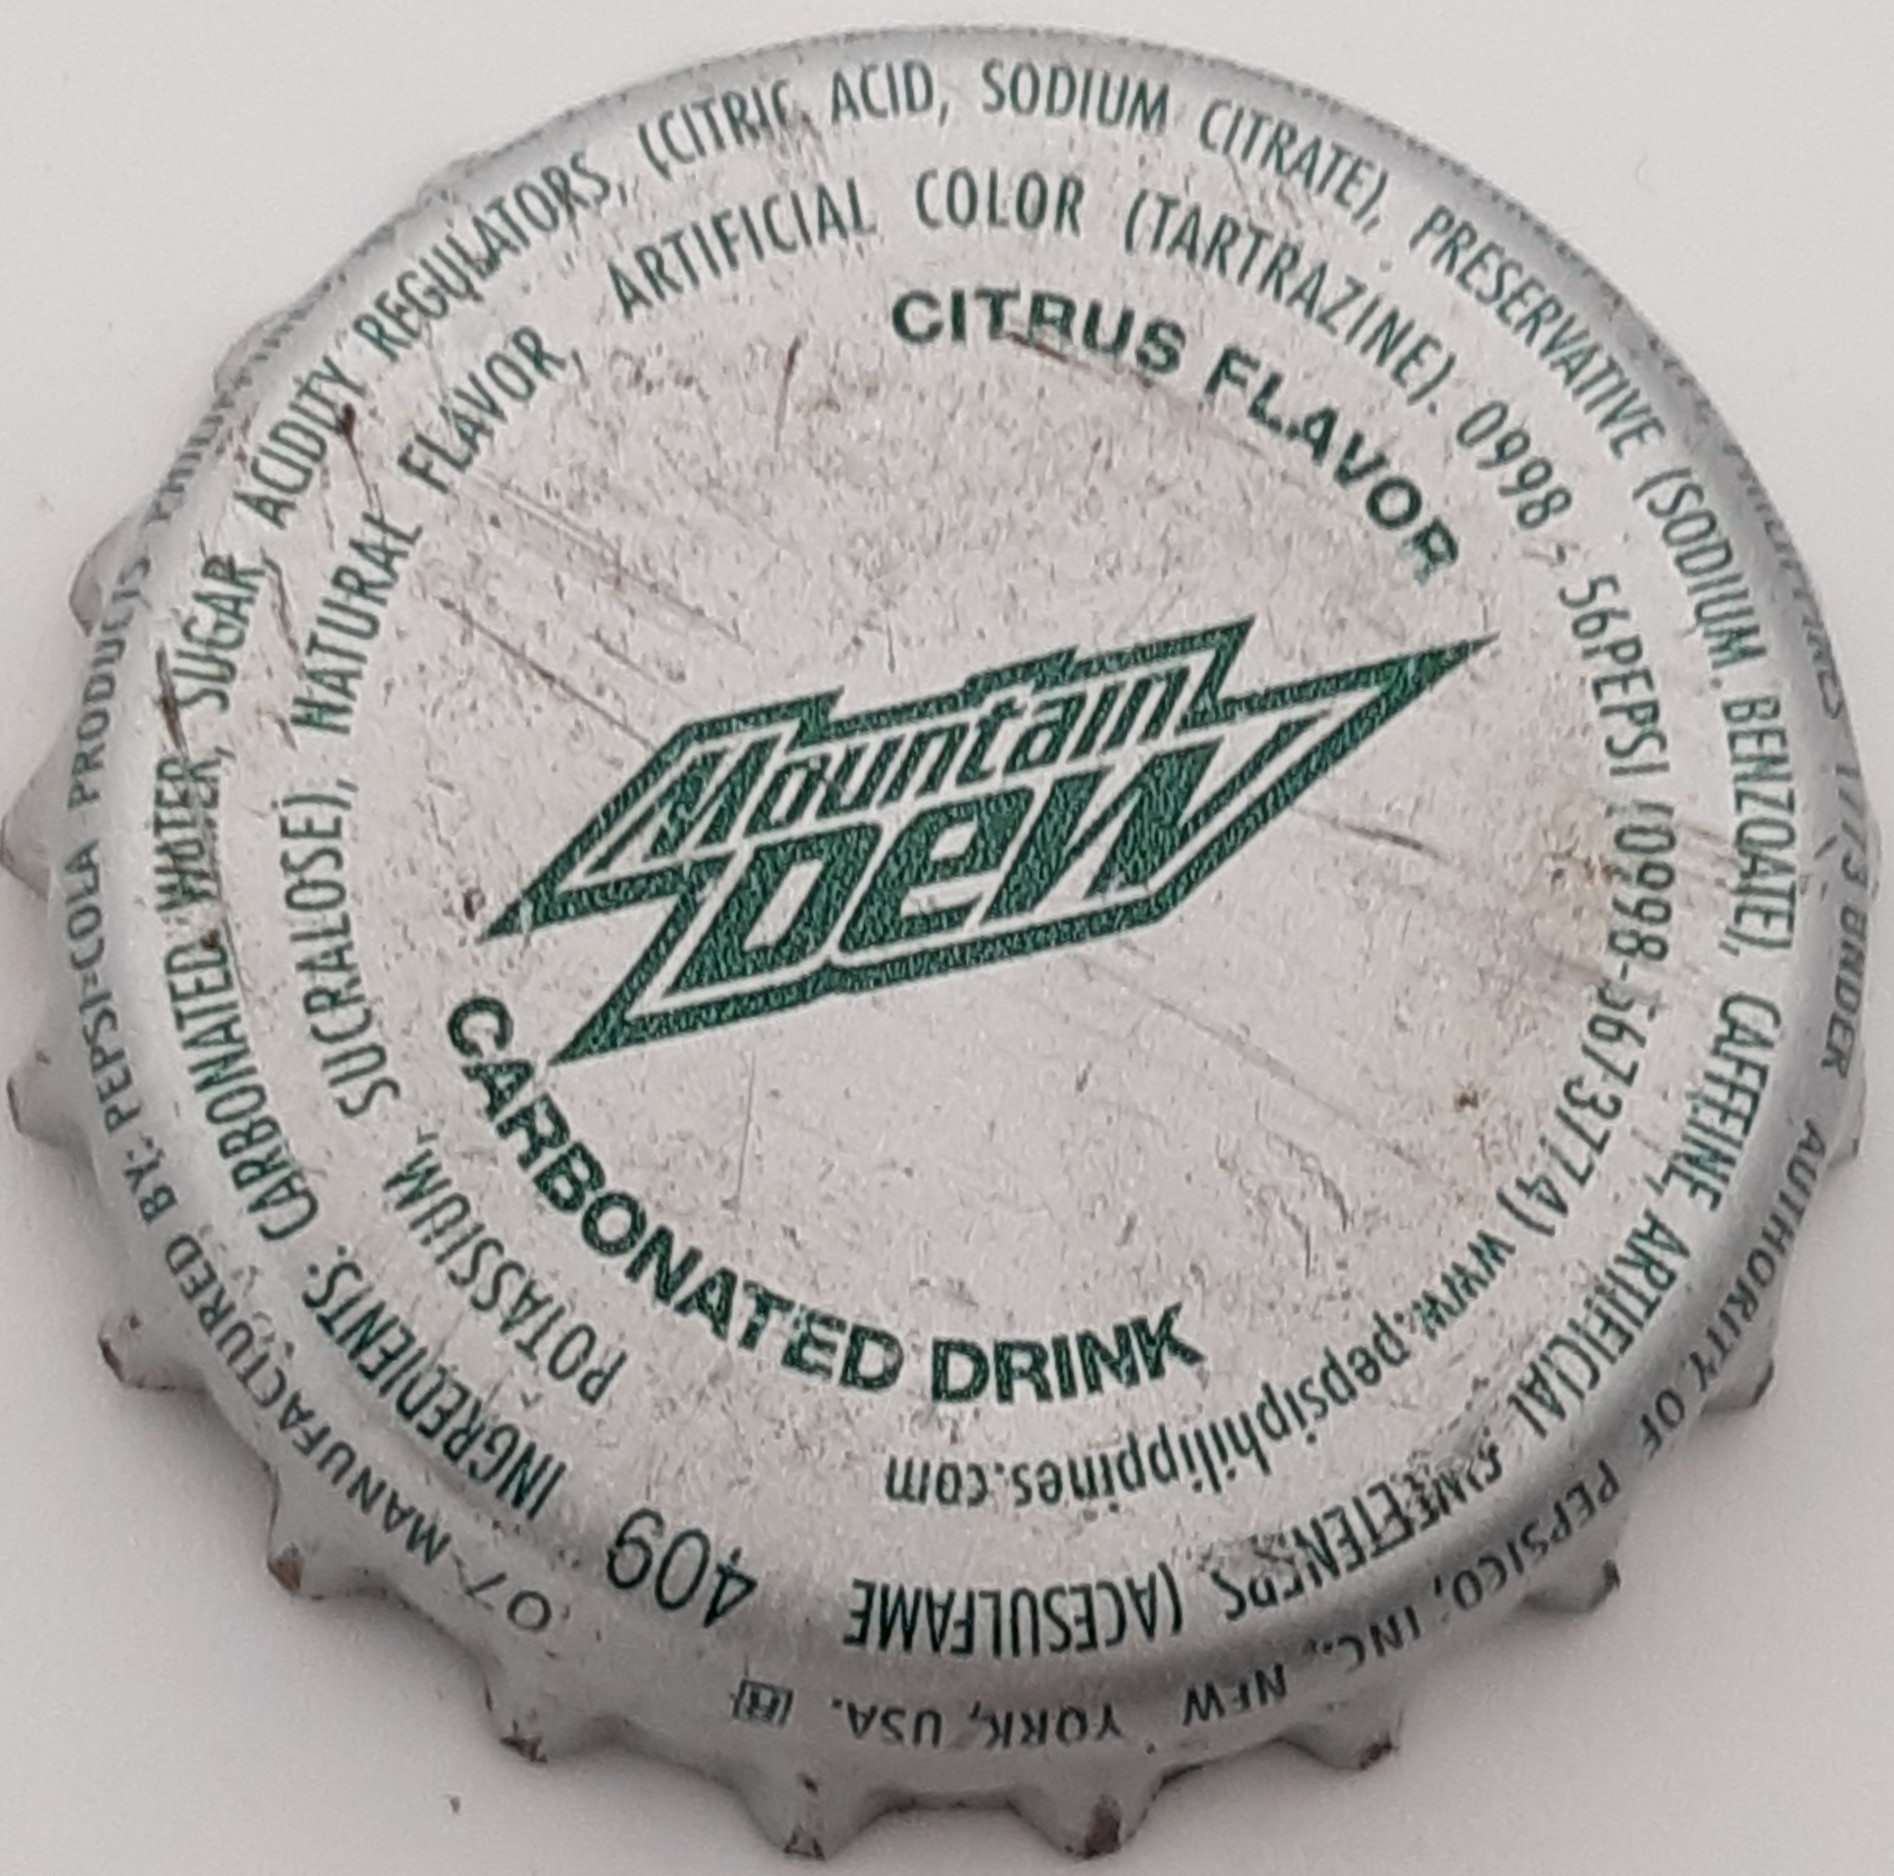 CITRUS FLAVOR
Mountain
Dew
CARBONATED DRINK
INGREDIENTS: CARBONATED WATER, SUGAR, ACIDITY REGULATORS, (CITRIC ACID, SODIUM CITRATE), PRESERVATIVE (SODIUM. BENZOATE), CAFFEINE, ARTIFICIAL SWEETENERS (ACESULFAME
POTASSIUM, SUCRALOSE), NATURAL FLAVOR, ARTIFICIAL COLOR (TARTRAZINE). 0998 - 56PEPSI (0998-5673774) www.pepsiphilippines.com
409
07-MANUFACTURED BY: PEPSI-COLA PRODUCTS UNDER AUTHORITY OF PEPSICO, INC., NEW YORK, USA.